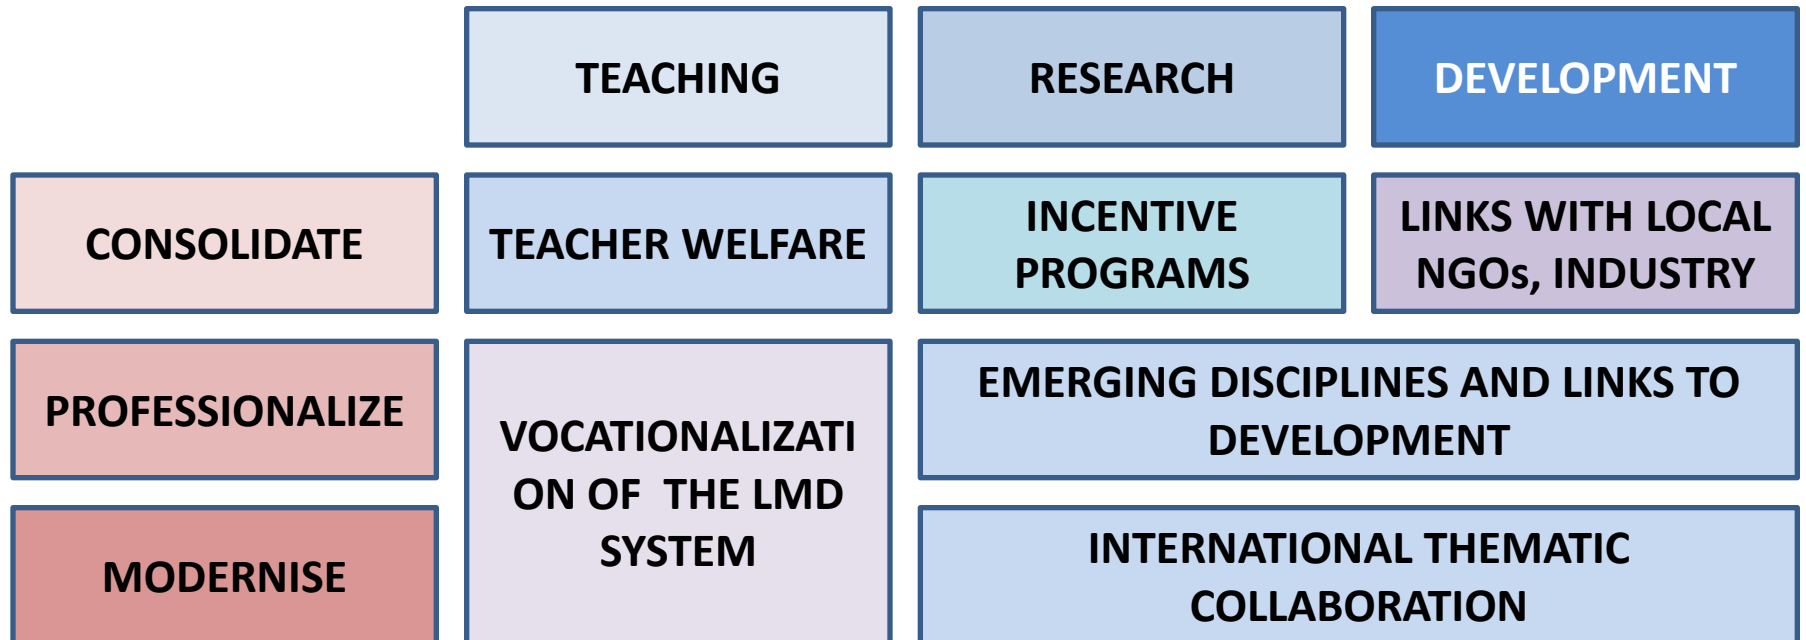 TEACHING
RESEARCH
DEVELOPMENT
CONSOLIDATE
TEACHER WELFARE
INCENTIVE
PROGRAMS
LINKS WITH LOCAL
NGOs, INDUSTRY
PROFESSIONALIZE
VOCATIONALIZATI
ON OF  THE LMD
SYSTEM
EMERGING DISCIPLINES AND LINKS TO
DEVELOPMENT
MODERNISE
INTERNATIONAL THEMATIC
COLLABORATION